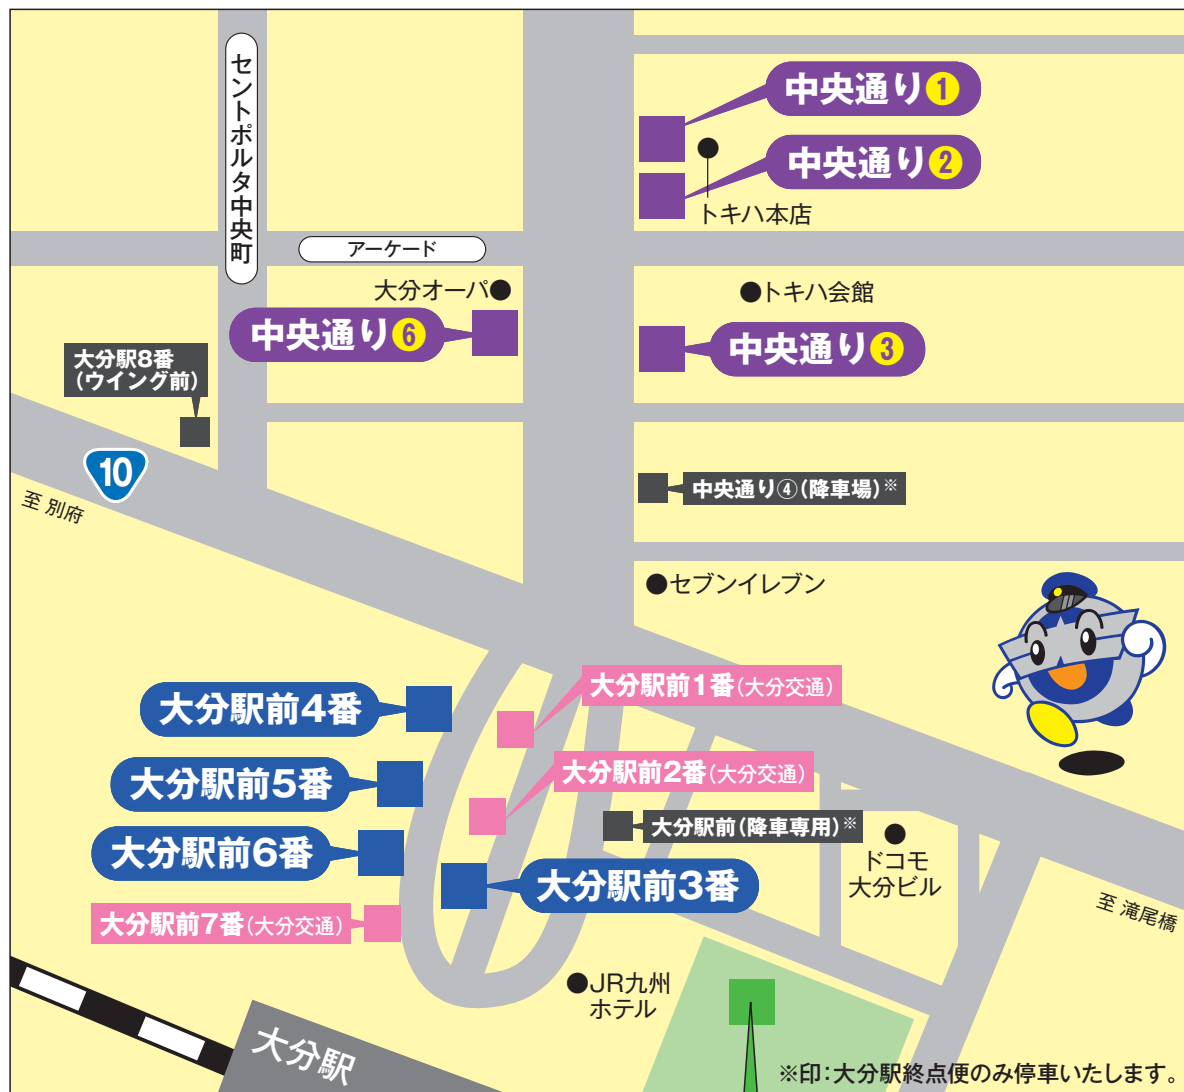 セントポルタ中央町
中央通り1
中央通り2
トキハ本店
アーケード
大分オーパ
トキハ会館
中央通り6
中央通り3
大分駅8番
(ウイング前)
10
至 別府
中央通り④(降車場)※
セブンイレブン
大分駅前1番(大分交通)
大分駅前4番
大分駅前2番(大分交通)
大分駅前5番
大分駅前(降車専用)※
大分駅前6番
ドコモ
大分ビル
大分駅前3番
大分駅前7番(大分交通)
至 滝尾橋
JR九州
ホテル
大分駅
※印:大分駅終点便のみ停車いたします。